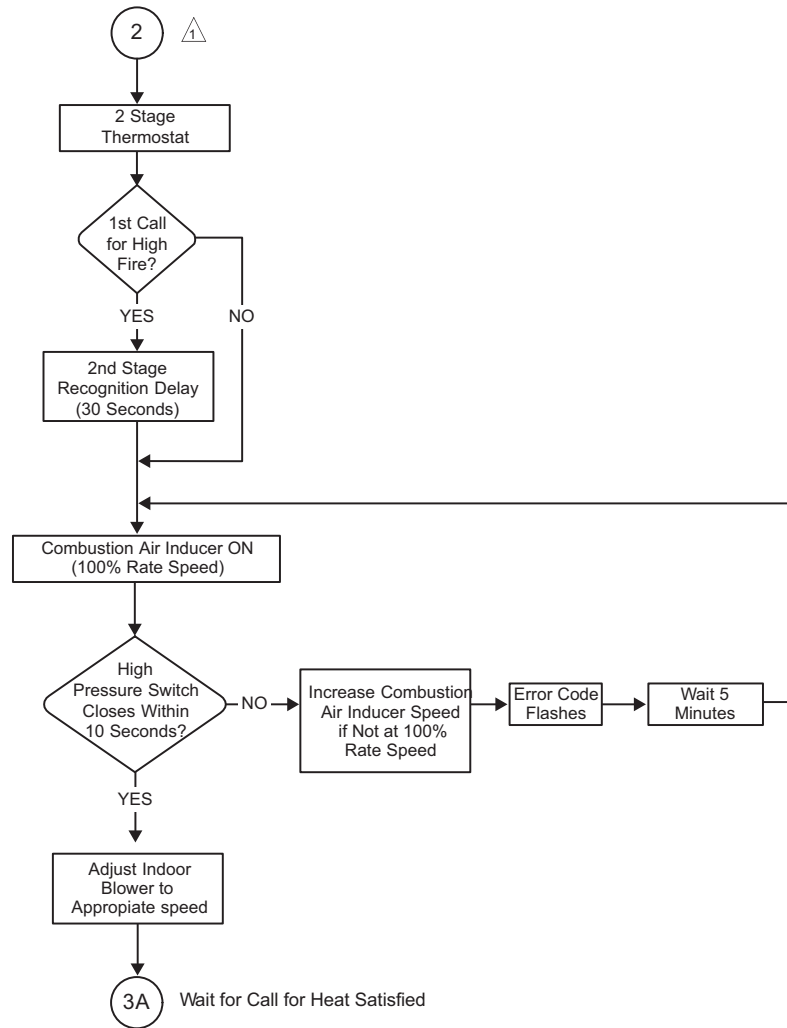 2
1
2 Stage
Thermostat
1st Call
for High
Fire?
YES
NO
2nd Stage
Recognition Delay
(30 Seconds)
Combustion Air Inducer ON
(100% Rate Speed)
High
Pressure Switch
Closes Within
10 Seconds?
NO
Increase Combustion
Air Inducer Speed
if Not at 100%
Rate Speed
Error Code
Flashes
Wait 5
Minutes
YES
Adjust Indoor
Blower to
Appropiate speed
3A
Wait for Call for Heat Satisfied